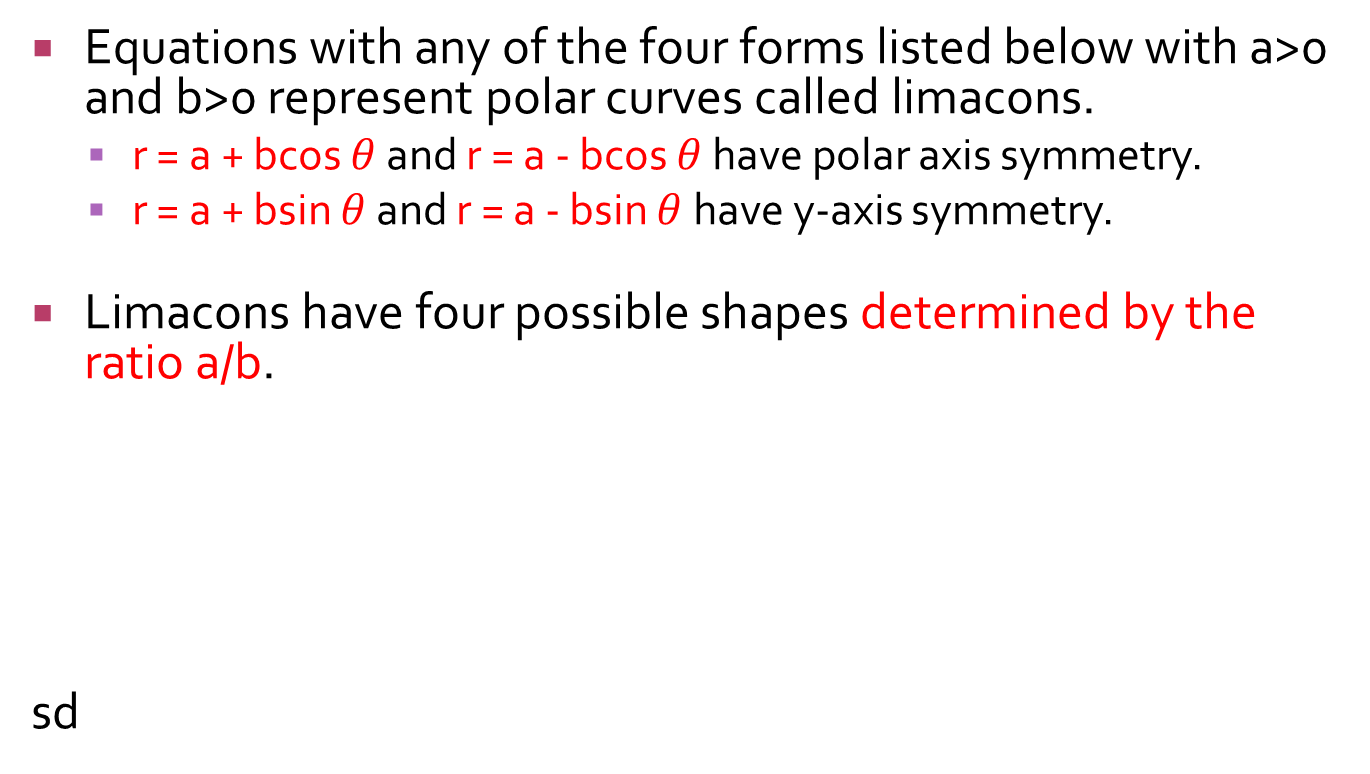 ▪ Equations with any of the four forms listed below with a>0
and b>0 represent polar curves called limacons.
▪ r = a + bcos 𝜃 and r = a - bcos 𝜃 have polar axis symmetry.
▪ r = a + bsin 𝜃 and r = a - bsin 𝜃 have y-axis symmetry.
▪ Limacons have four possible shapes determined by the
ratio a/b.
sd